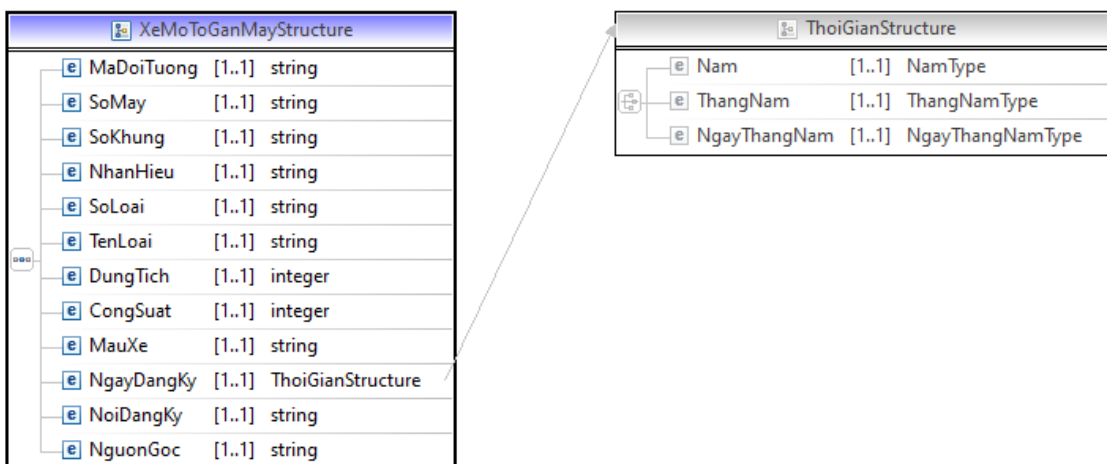 XeMoToGanMayStructure
MaDoiTuong [1..1] string
SoMay [1..1] string
SoKhung [1..1] string
NhanHieu [1..1] string
SoLoai [1..1] string
TenLoai [1..1] string
DungTich [1..1] integer
CongSuat [1..1] integer
MauXe [1..1] string
NgayDangKy [1..1] ThoiGianStructure
NoiDangKy [1..1] string
NguonGoc [1..1] string
ThoiGianStructure
Nam [1..1] NamType
ThangNam [1..1] ThangNamType
NgayThangNam [1..1] NgayThangNamType